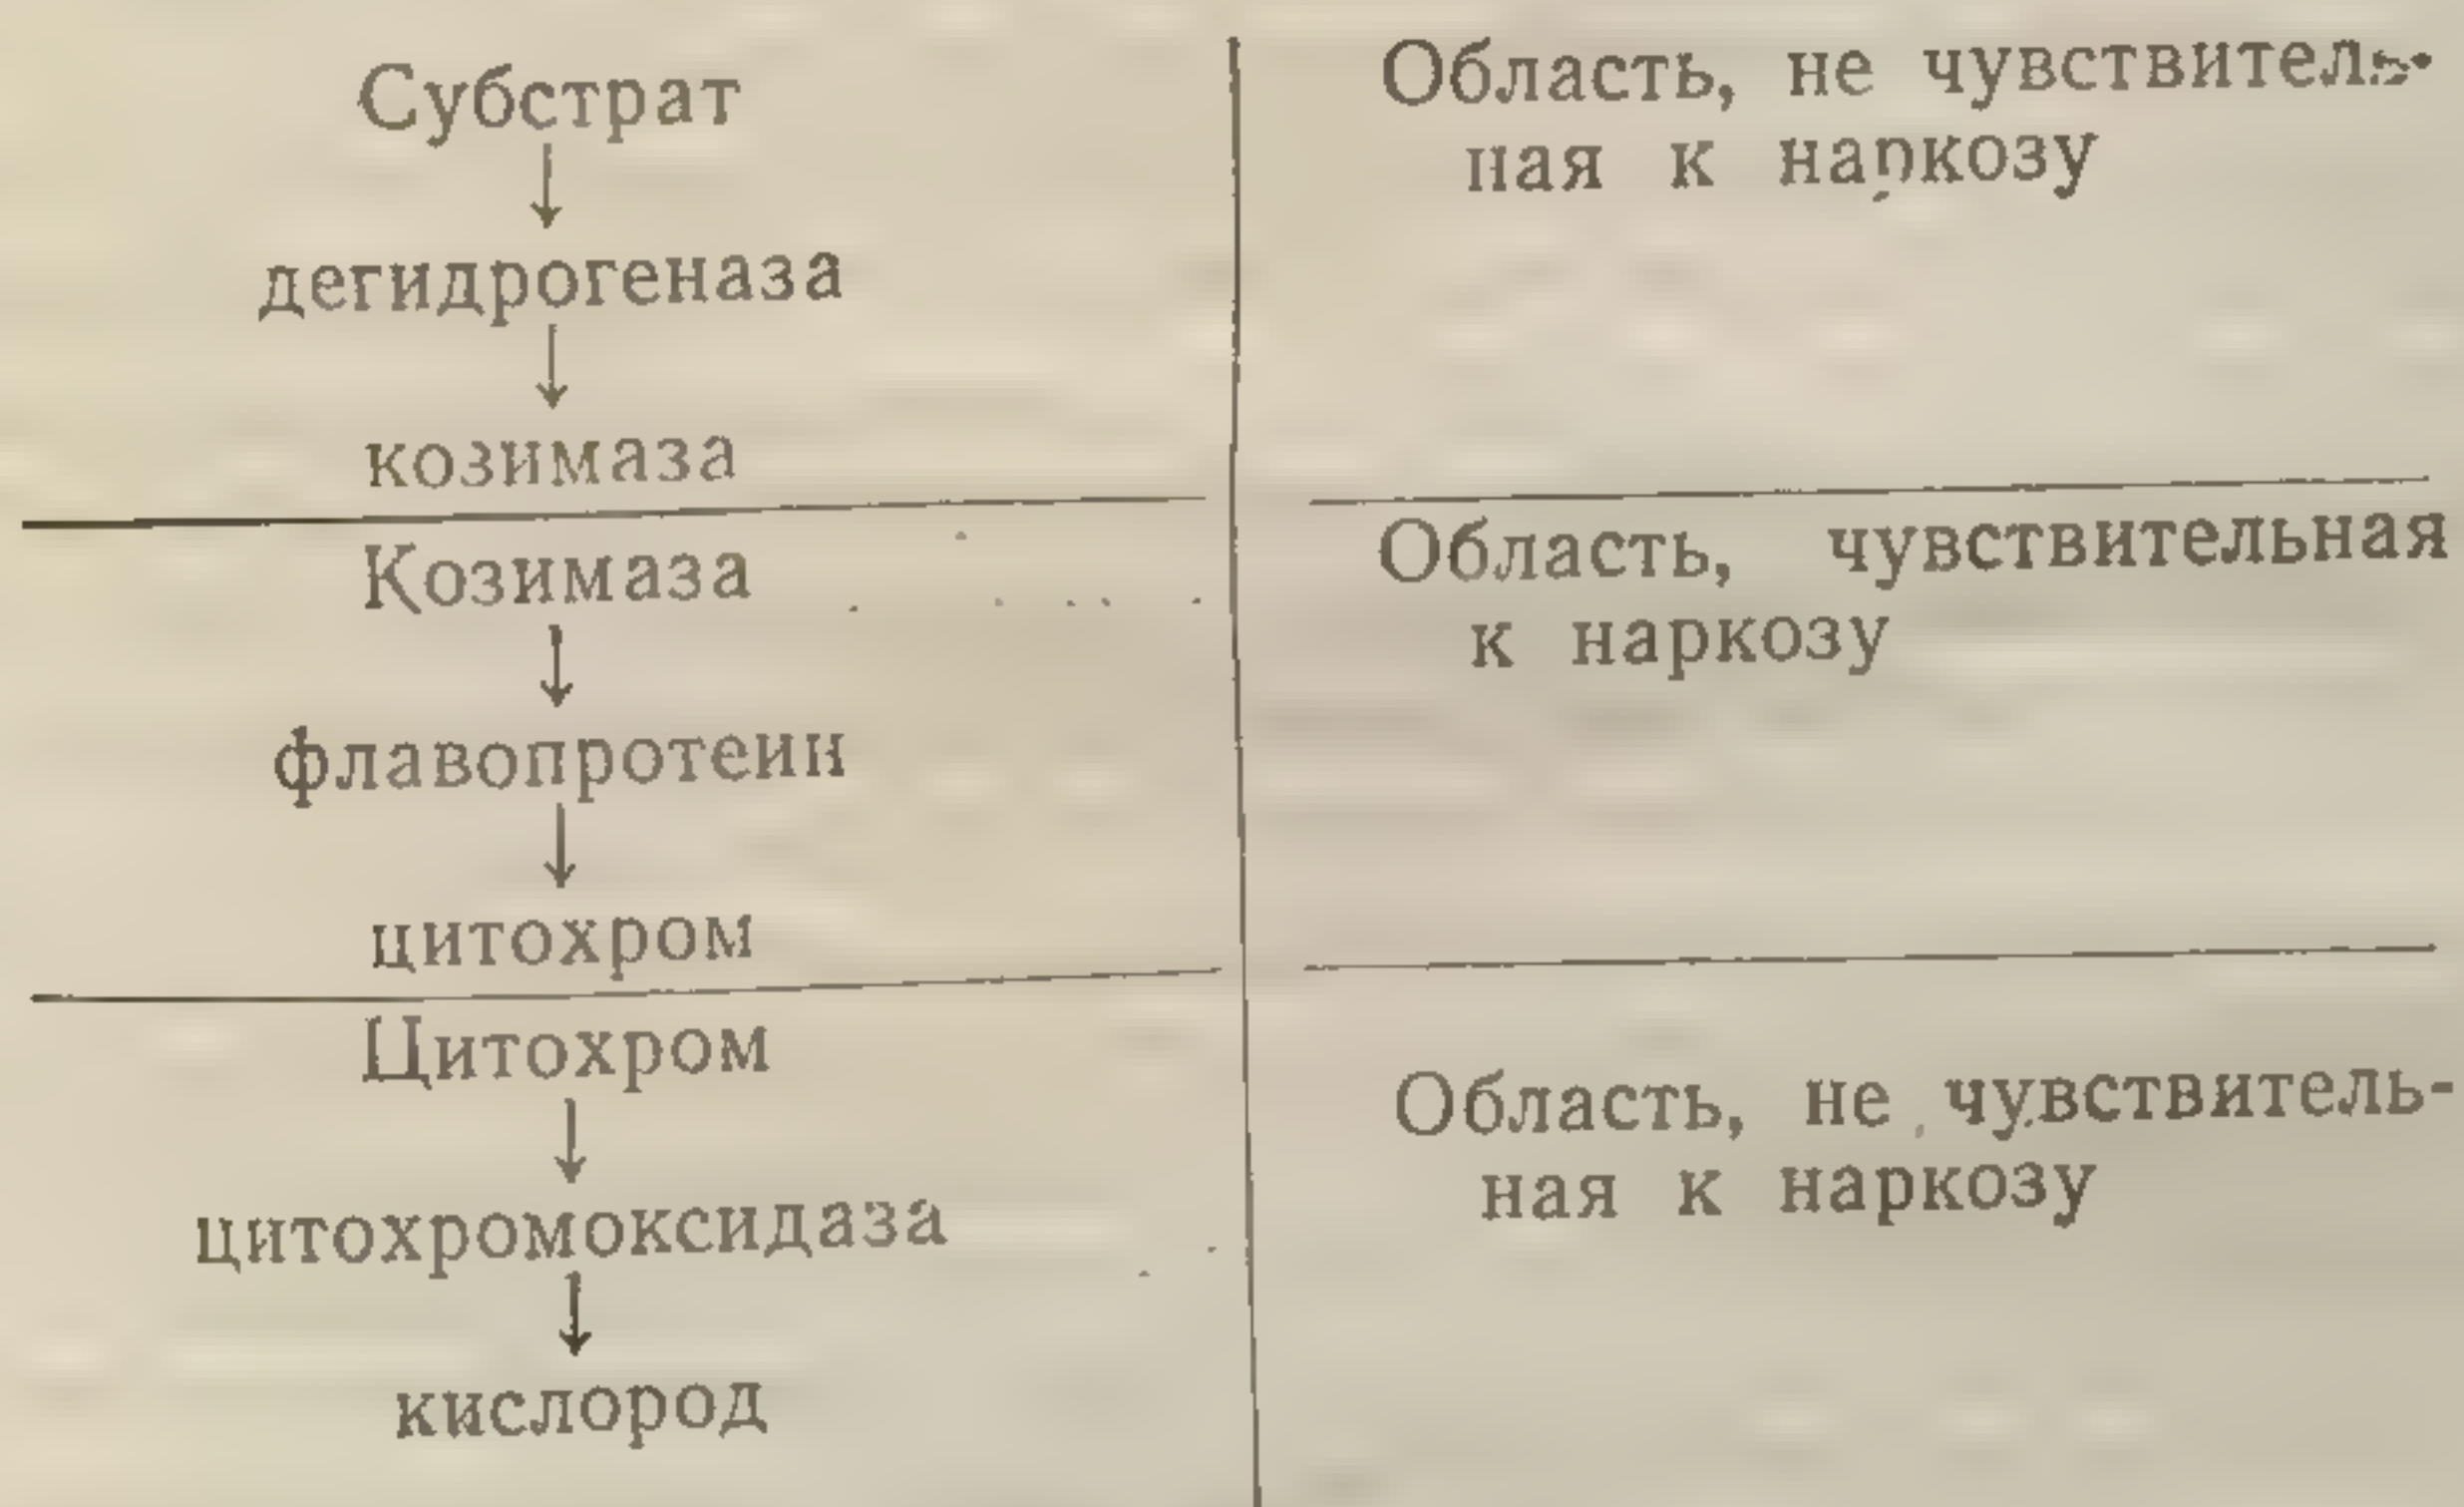 Субстрат
↓
дегидрогеназа
↓
козимаза
Область, не чувствитель-
ная к наркозу
Козимаза
↓
флавопротеин
↓
цитохром
Область, чувствительная
к наркозу
Цитохром
↓
цитохромоксидаза
↓
кислород
Область, не чувствитель-
ная к наркозу